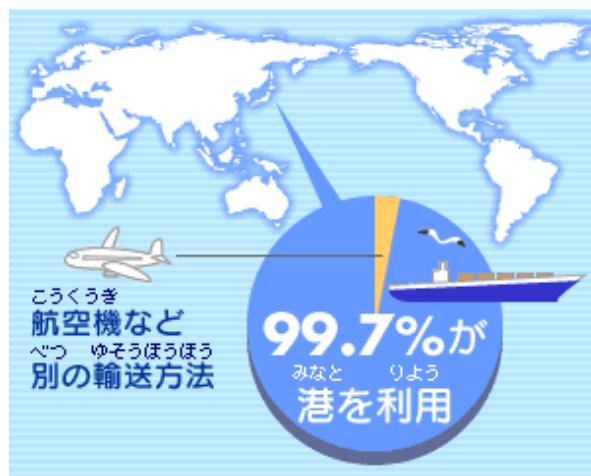 こうくうき
航空機など
べつ ゆそうほうほう
別の輸送方法
99.7%が
みなと りよう
港を利用